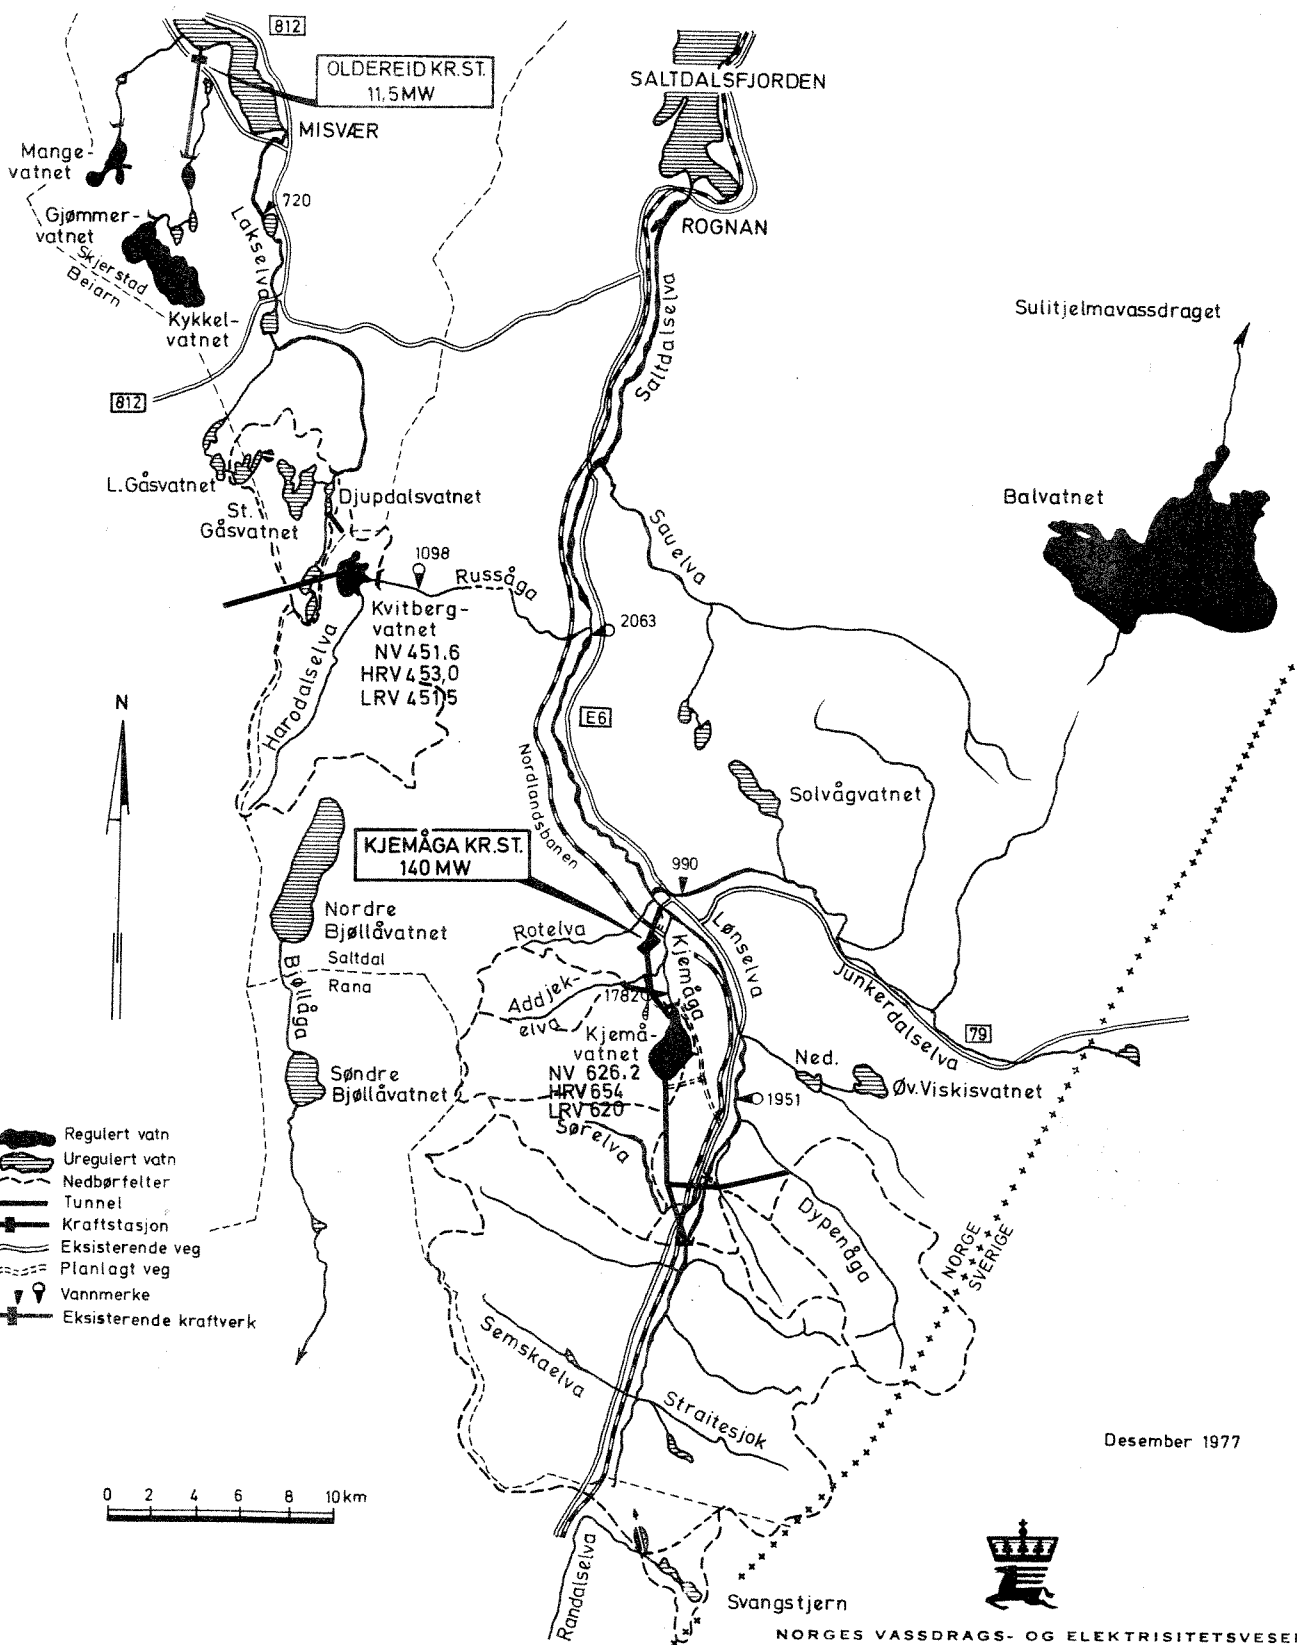 812
OLDEREID KR.ST.
11,5 MW
MISVÆR
SALTDALSFJORDEN
Mange-
vatnet
720
Gjømmer-
vatnet
Lakselva
ROGNAN
Skjerstad
Beiarn
Kykkel-
vatnet
Saltdalselva
Sulitjelmavassdraget
812
L.Gåsvatnet
St.
Gåsvatnet
Djupdalsvatnet
Balvatnet
Sauelva
1098
Russåga
Kvitberg-
vatnet
NV 451,6
HRV 453,0
LRV 451,5
2063
Harodalselva
N
E6
Nordlandsbanen
Solvågvatnet
KJEMÅGA KR.ST.
140 MW
990
Nordre
Bjøllåvatnet
Rotelva
Lønselva
Kjemåga
Junkerdalselva
Saltdal
Rana
Bjøllåga
Addjek-
elva
1782
Kjemå-
vatnet
NV 626.2
HRV 654
LRV 620
79
Ned.
Øv. Viskisvatnet
Søndre
Bjøllåvatnet
1951
Sørelva
Regulert vatn
Uregulert vatn
Nedbørfelter
Tunnel
Kraftstasjon
Eksisterende veg
Planlagt veg
Vannmerke
Eksisterende kraftverk
Dypenåga
NORGE
SVERIGE
Semskaelva
Straitesjok
Desember 1977
0 2 4 6 8 10 km
Randalselva
Svangstjern
NORGES VASSDRAGS- OG ELEKTRISITETSVESEN